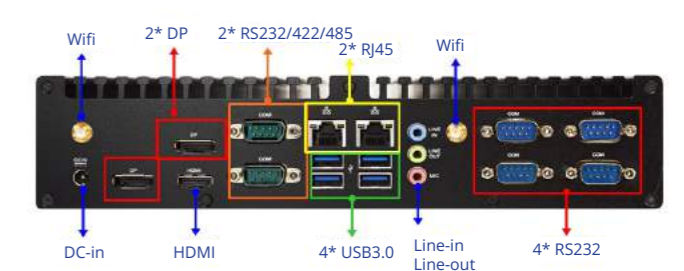 Wifi
2* DP
2* RS232/422/485
2* RJ45
Wifi
COM
COM
COM
DP
LINE
LINE
OUT
DC-IN
DP
HDMI
COM
MIC
COM
COM
DC-in
HDMI
4* USB3.0
Line-in
Line-out
4* RS232